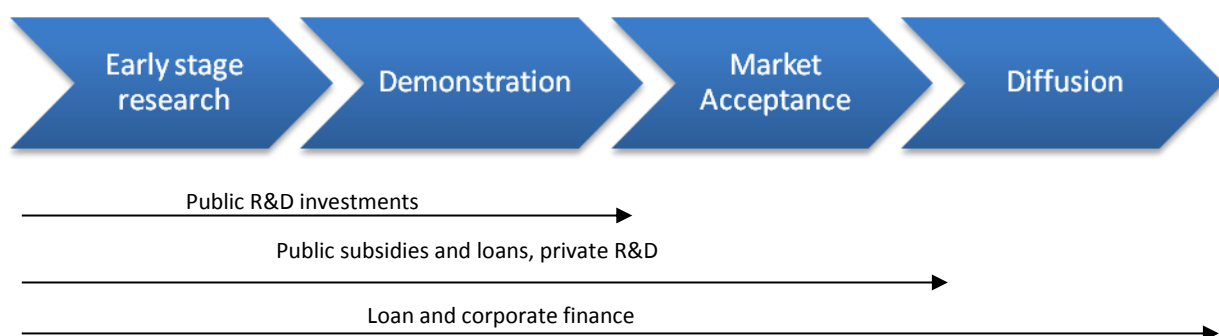 Early stage
research
Demonstration
Market
Acceptance
Diffusion
Public R&D investments
Public subsidies and loans, private R&D
Loan and corporate finance